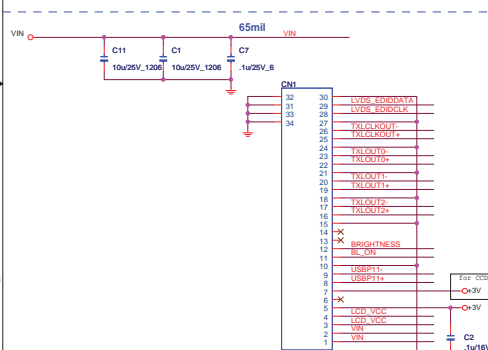 65mil
VIN
VIN
C11
C1
C7
10u/25V_1206
10u/25V_1206
.1u/25V_6
CN1
32
30
LVDS_EDIDDATA
31
29
LVDS_EDIDCLK
33
28
34
27
TXLCLKOUT-
26
TXLCLKOUT+
25
24
TXLOUT0-
23
TXLOUT0+
22
21
TXLOUT1-
20
TXLOUT1+
19
18
TXLOUT2-
17
TXLOUT2+
16
15
14
13
BRIGHTNESS
12
BL_ON
11
10
USBP11-
9
USBP11+
8
for CCD
7
+3V
6
5
+3V
LCD_VCC
4
LCD_VCC
3
VIN
2
VIN
1
C2
.1u/16V